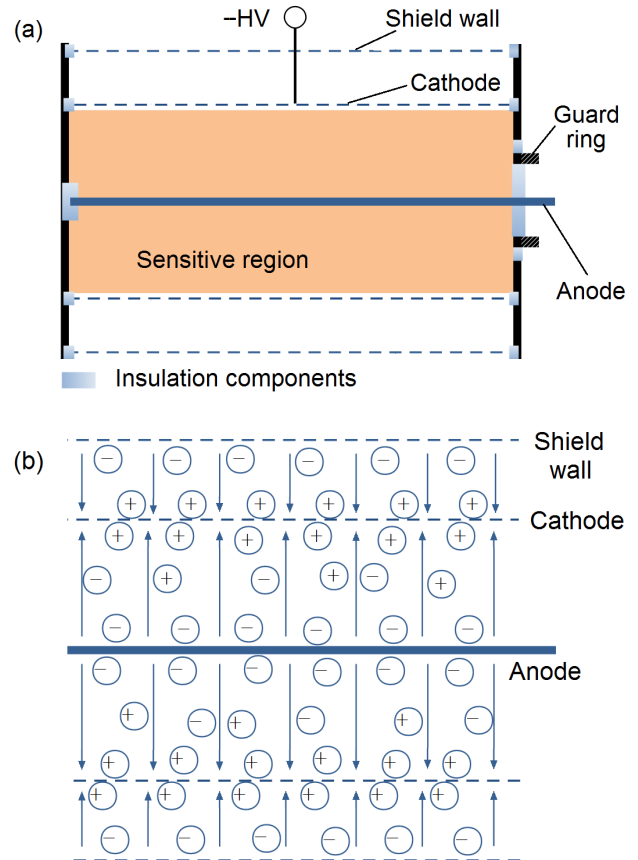 (a)
--HV
Shield wall
Cathode
Guard
ring
Sensitive region
Anode
Insulation components
(b)
Shield
wall
− − − − − −
+ + + + + +
Cathode
+ + + + + +
− + − + − +
− − − − − −
Anode
− − − − − −
+ − + − + −
+ + + + + +
+ + + + + +
− − − − − −